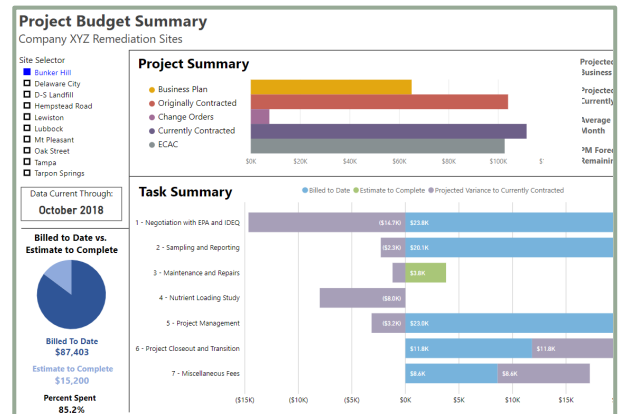 Project Budget Summary
Company XYZ Remediation Sites
Site Selector
Bunker Hill
Delaware City
D-S Landfill
Hempstead Road
Lewiston
Lubbock
Mt Pleasant
Oak Street
Tampa
Tarpon Springs
Data Current Through:
October 2018
Billed to Date vs.
Estimate to Complete
Billed To Date
$87,403
Estimate to Complete
$15,200
Percent Spent
85.2%
Project Summary
Business Plan
Originally Contracted
Change Orders
Currently Contracted
ECAC
$0K $20K $40K $60K $80K $100K
Projected
Business
Projected
Currently
Average
Month
PM Fore
Remainin
Task Summary
Billed to Date Estimate to Complete Projected Variance to Currently Contracted
1 - Negotiation with EPA and IDEQ ($14.7K) $23.8K
2 - Sampling and Reporting ($2.3K) $20.1K
3 - Maintenance and Repairs $3.8K
4 - Nutrient Loading Study ($8.0K)
5 - Project Management ($3.2K) $23.8K
6 - Project Closeout and Transition $11.8K $11.8K
7 - Miscellaneous Fees $8.6K $8.6K
($15K) ($10K) ($5K) $0K $5K $10K $15K